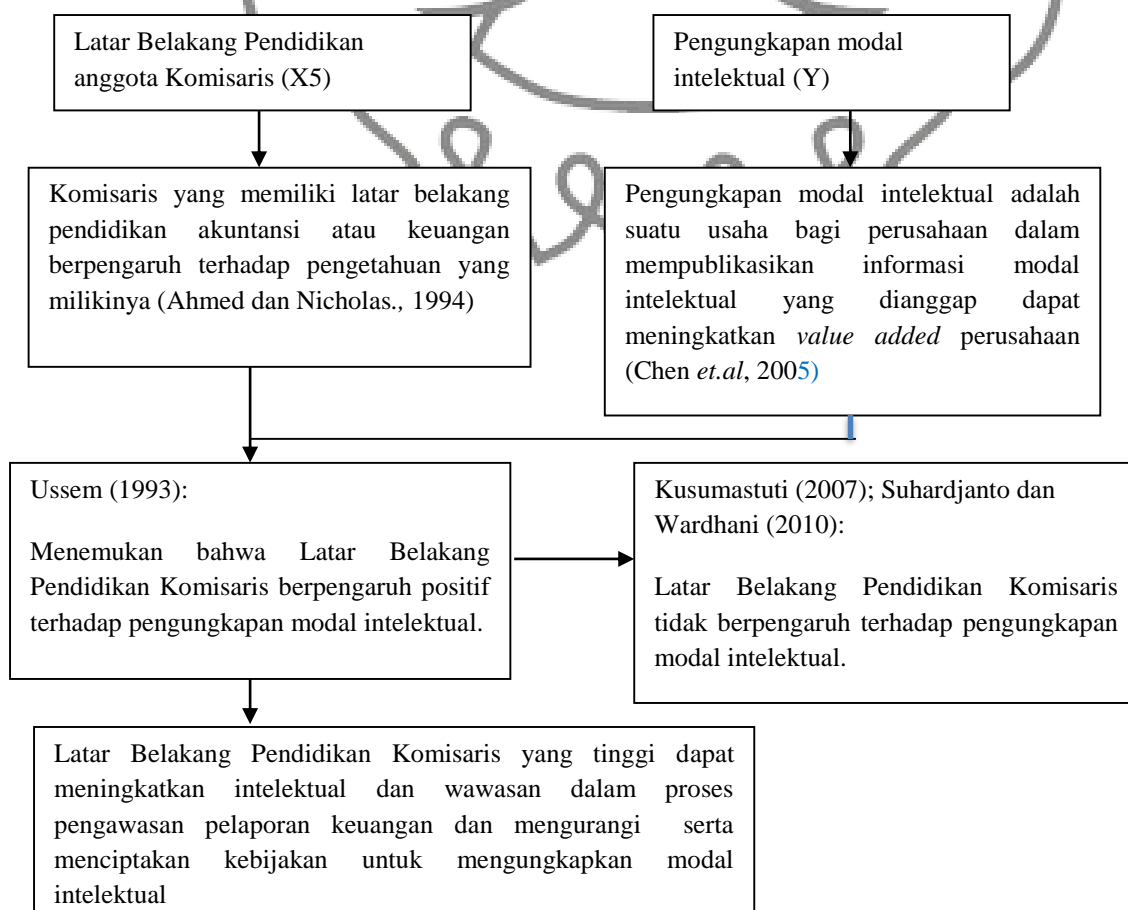 Latar Belakang Pendidikan
anggota Komisaris (X5)
Pengungkapan modal
intelektual (Y)
Komisaris yang memiliki latar belakang
pendidikan akuntansi atau keuangan
berpengaruh terhadap pengetahuan yang
milikinya (Ahmed dan Nicholas., 1994)
Pengungkapan modal intelektual adalah
suatu usaha bagi perusahaan dalam
mempublikasikan informasi modal
intelektual yang dianggap dapat
meningkatkan value added perusahaan
(Chen et.al, 2005)
Ussem (1993):
Menemukan bahwa Latar Belakang
Pendidikan Komisaris berpengaruh positif
terhadap pengungkapan modal intelektual.
Kusumastuti (2007); Suhardjanto dan
Wardhani (2010):
Latar Belakang Pendidikan Komisaris
tidak berpengaruh terhadap pengungkapan
modal intelektual.
Latar Belakang Pendidikan Komisaris yang tinggi dapat
meningkatkan intelektual dan wawasan dalam proses
pengawasan pelaporan keuangan dan mengurangi serta
menciptakan kebijakan untuk mengungkapkan modal
intelektual